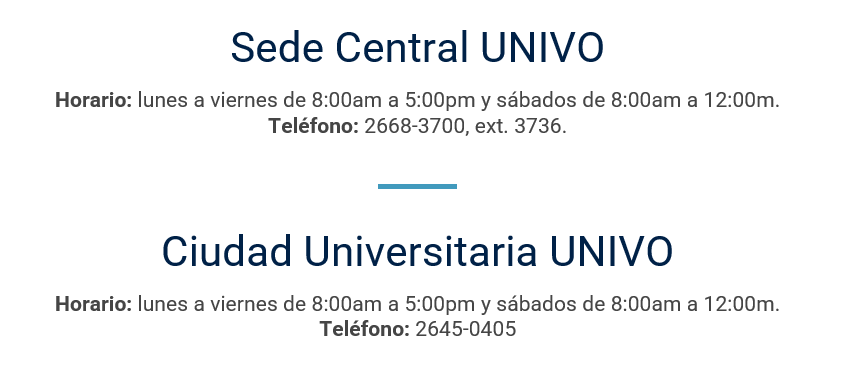 Sede Central UNIVO
Horario: lunes a viernes de 8:00am a 5:00pm y sábados de 8:00am a 12:00m.
Teléfono: 2668-3700, ext. 3736.
Ciudad Universitaria UNIVO
Horario: lunes a viernes de 8:00am a 5:00pm y sábados de 8:00am a 12:00m.
Teléfono: 2645-0405